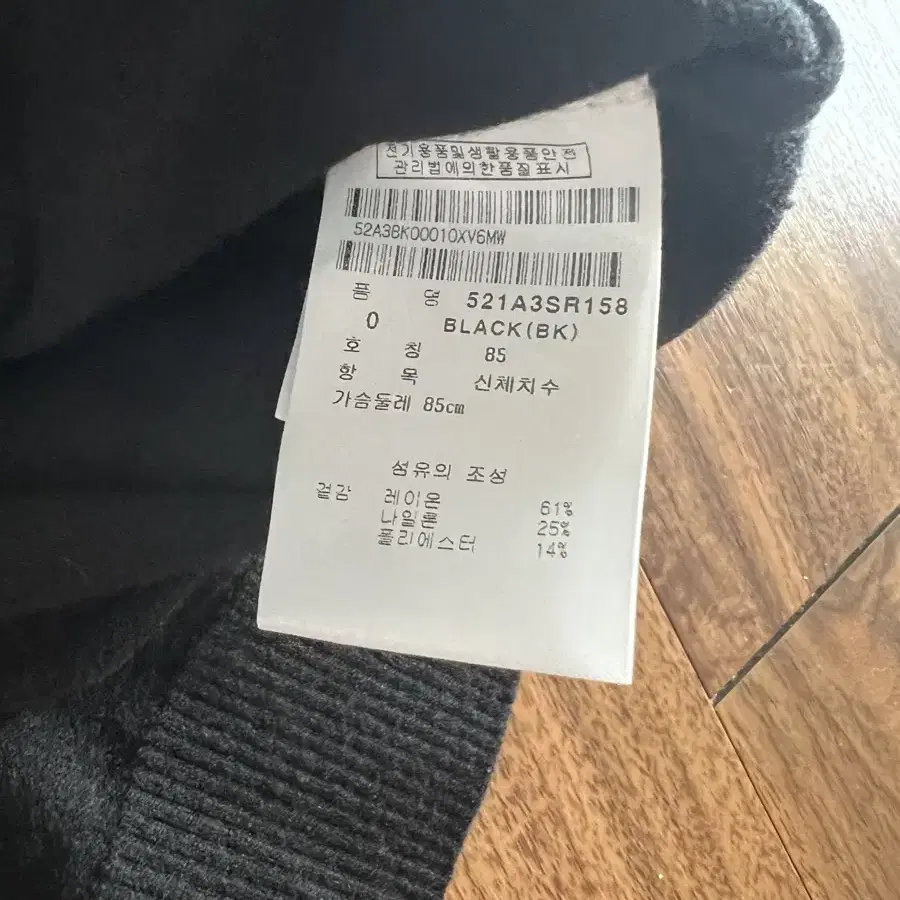 전기용품및생활용품안전
관리법에의한품질표시
52A3BK00010XV6MW
품 명 521A3SR158
0 BLACK(BK)
호 칭 85
항 목 신체치수
가슴둘레 85cm
섬유의 조성
겉감 레이온 61%
나일론 25%
폴리에스터 14%